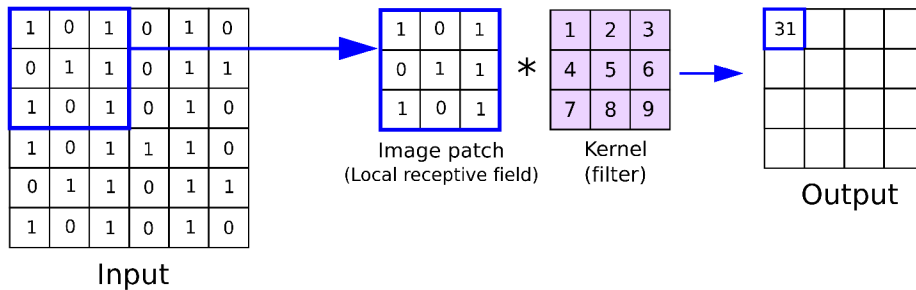 1 0 1 0 1 0
0 1 1 0 1 1
1 0 1 0 1 0
1 0 1 1 1 0
0 1 1 0 1 1
1 0 1 0 1 0
Input
1 0 1
0 1 1
1 0 1
Image patch
(Local receptive field)
*
1 2 3
4 5 6
7 8 9
Kernel
(filter)
31
Output